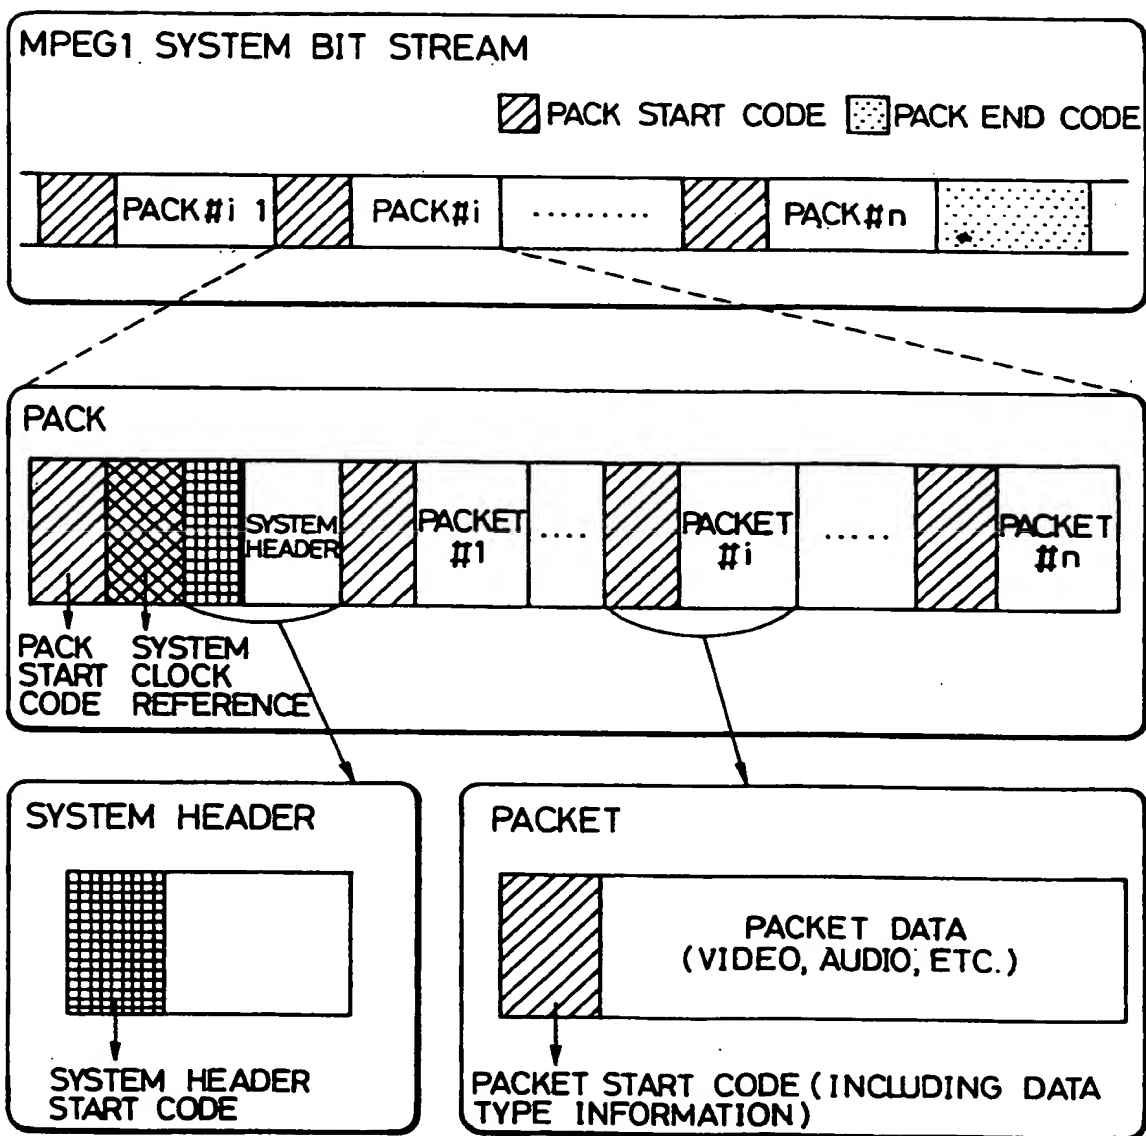 MPEG1 SYSTEM BIT STREAM
PACK START CODE PACK END CODE
PACK#i 1 PACK#i ......... PACK#n
PACK
SYSTEM
HEADER
PACKET
#1
....
PACKET
#i
.....
PACKET
#n
PACK
START
CODE
SYSTEM
CLOCK
REFERENCE
SYSTEM HEADER
SYSTEM HEADER
START CODE
PACKET
PACKET DATA
(VIDEO, AUDIO, ETC.)
PACKET START CODE (INCLUDING DATA
TYPE INFORMATION)